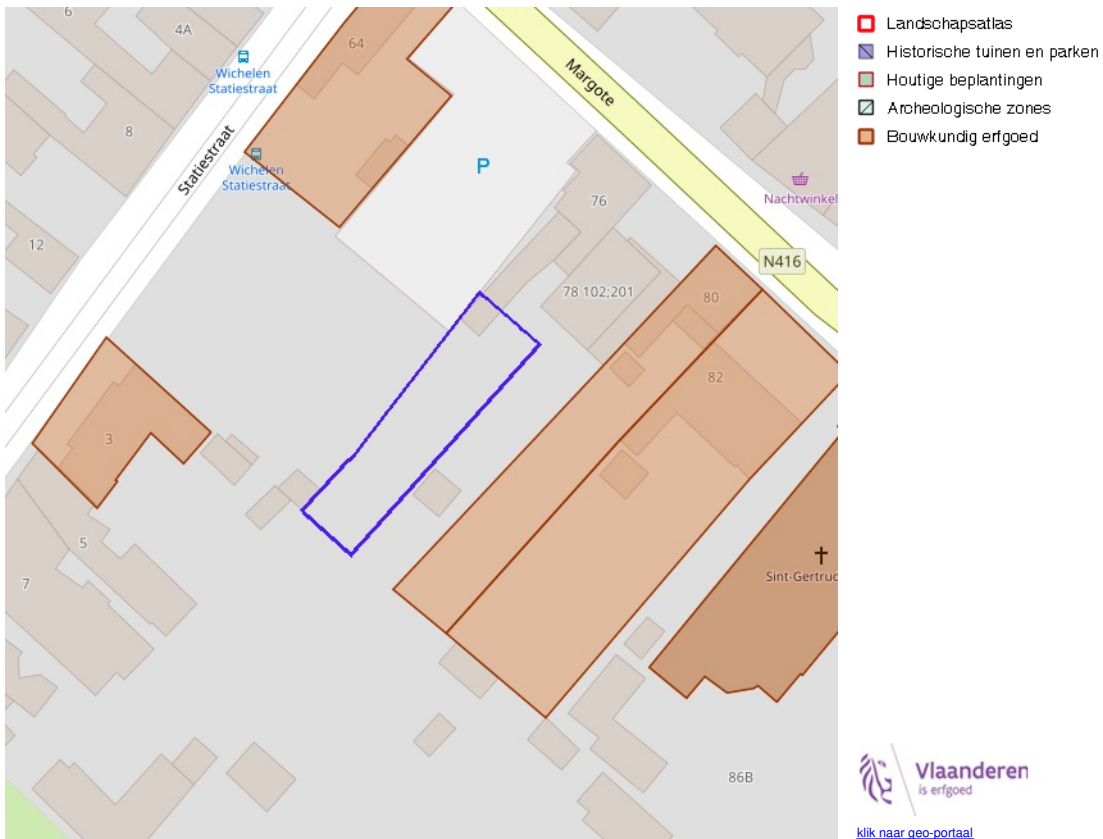 6
4A
64
Wichelen
Statiestraat
Margote
8
Statiestraat
Wichelen
Statiestraat
P
76
Nachtwinkel
12
N416
78 102;201
80
82
3
5
7
Sint-Gertruc
86B
Landschapsatlas
Historische tuinen en parken
Houtige beplantingen
Archeologische zones
Bouwkundig erfgoed
Vlaanderen
is erfgoed
klik naar geo-portaal